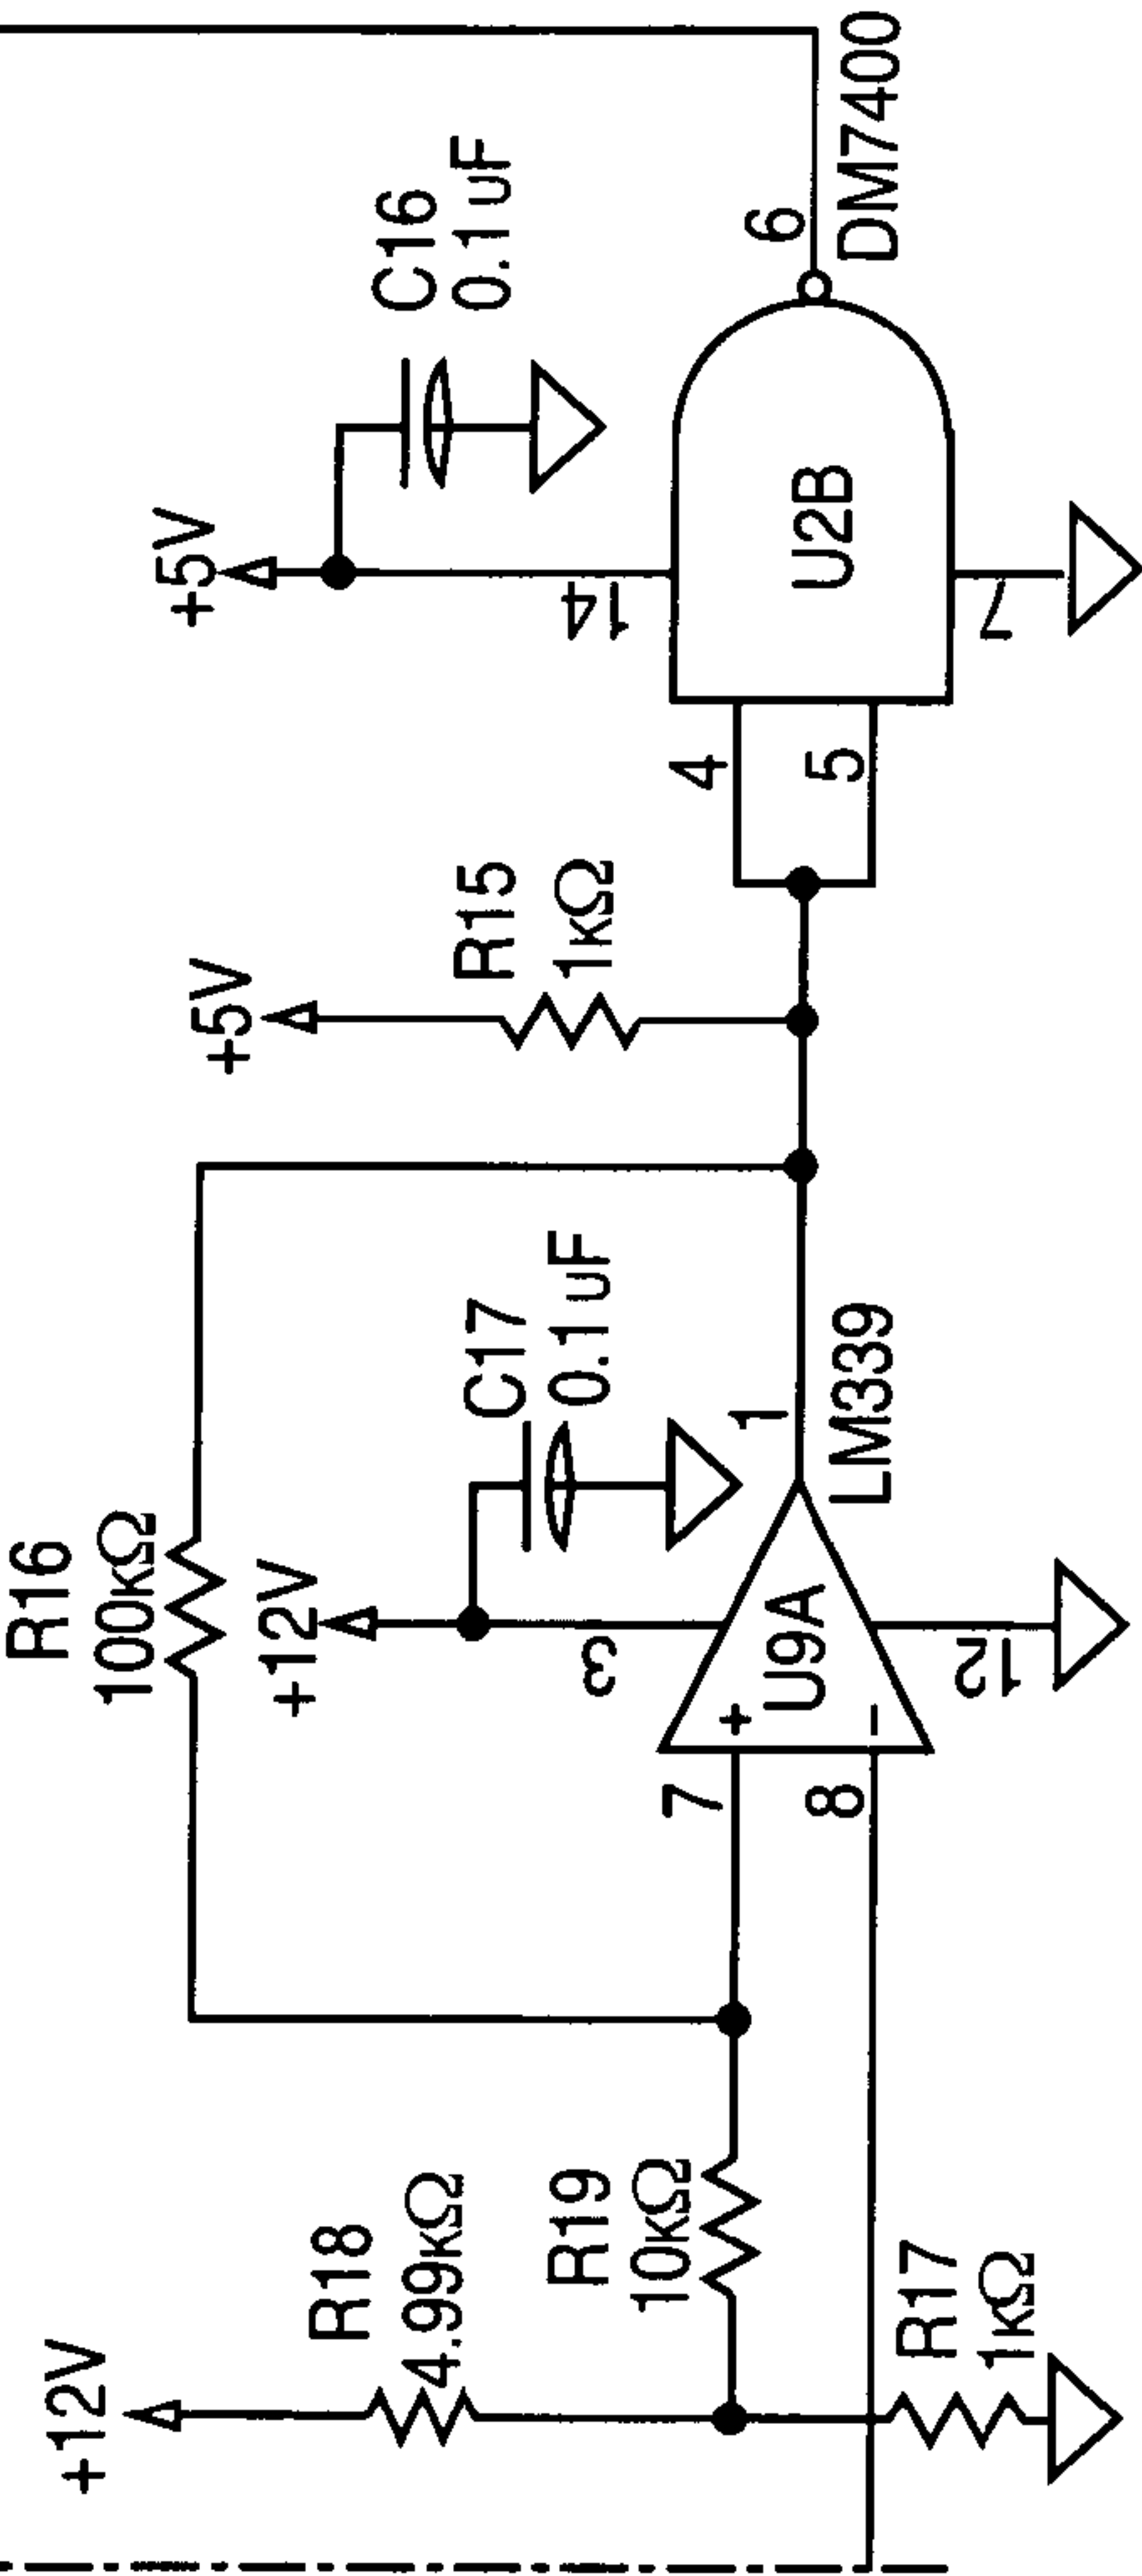 +12V
R18
4.99KΩ
R19
10KΩ
R17
1KΩ
R16
100KΩ
+12V
C17
0.1uF
3
7
+
8
-
U9A
12
1
LM339
+5V
R15
1KΩ
+5V
C16
0.1uF
14
4
5
U2B
7
6
DM7400